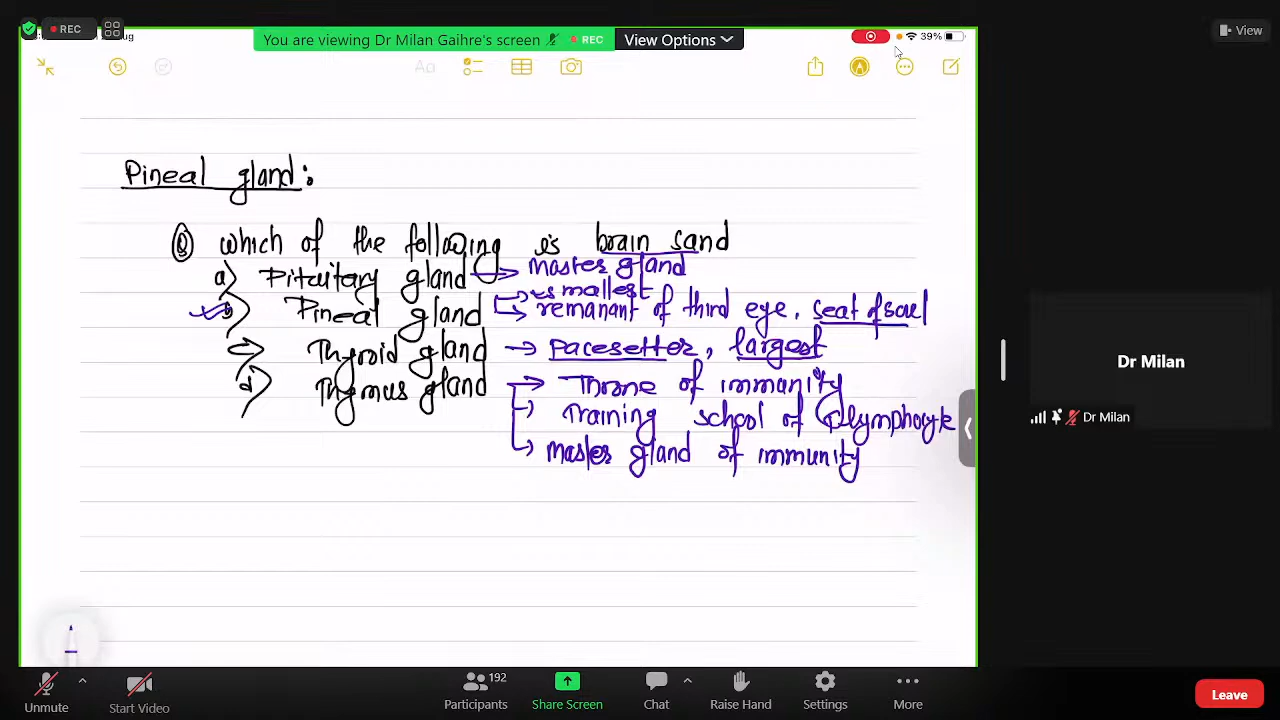 REC
You are viewing Dr Milan Gaihre's screen REC View Options
39%
View
Aa
Pineal gland:
Q which of the following is brain sand
a) Pituitary gland → master gland
→ smallest
b) Pineal gland → remanant of third eye, seat of soul
c) Thyroid gland → pacesetter, largest
d) Thymus gland → Throne of immunity
→ Training school of lymphocyte
→ master gland of immunity
Dr Milan
Dr Milan
192
Unmute Start Video Participants Share Screen Chat Raise Hand Settings More Leave